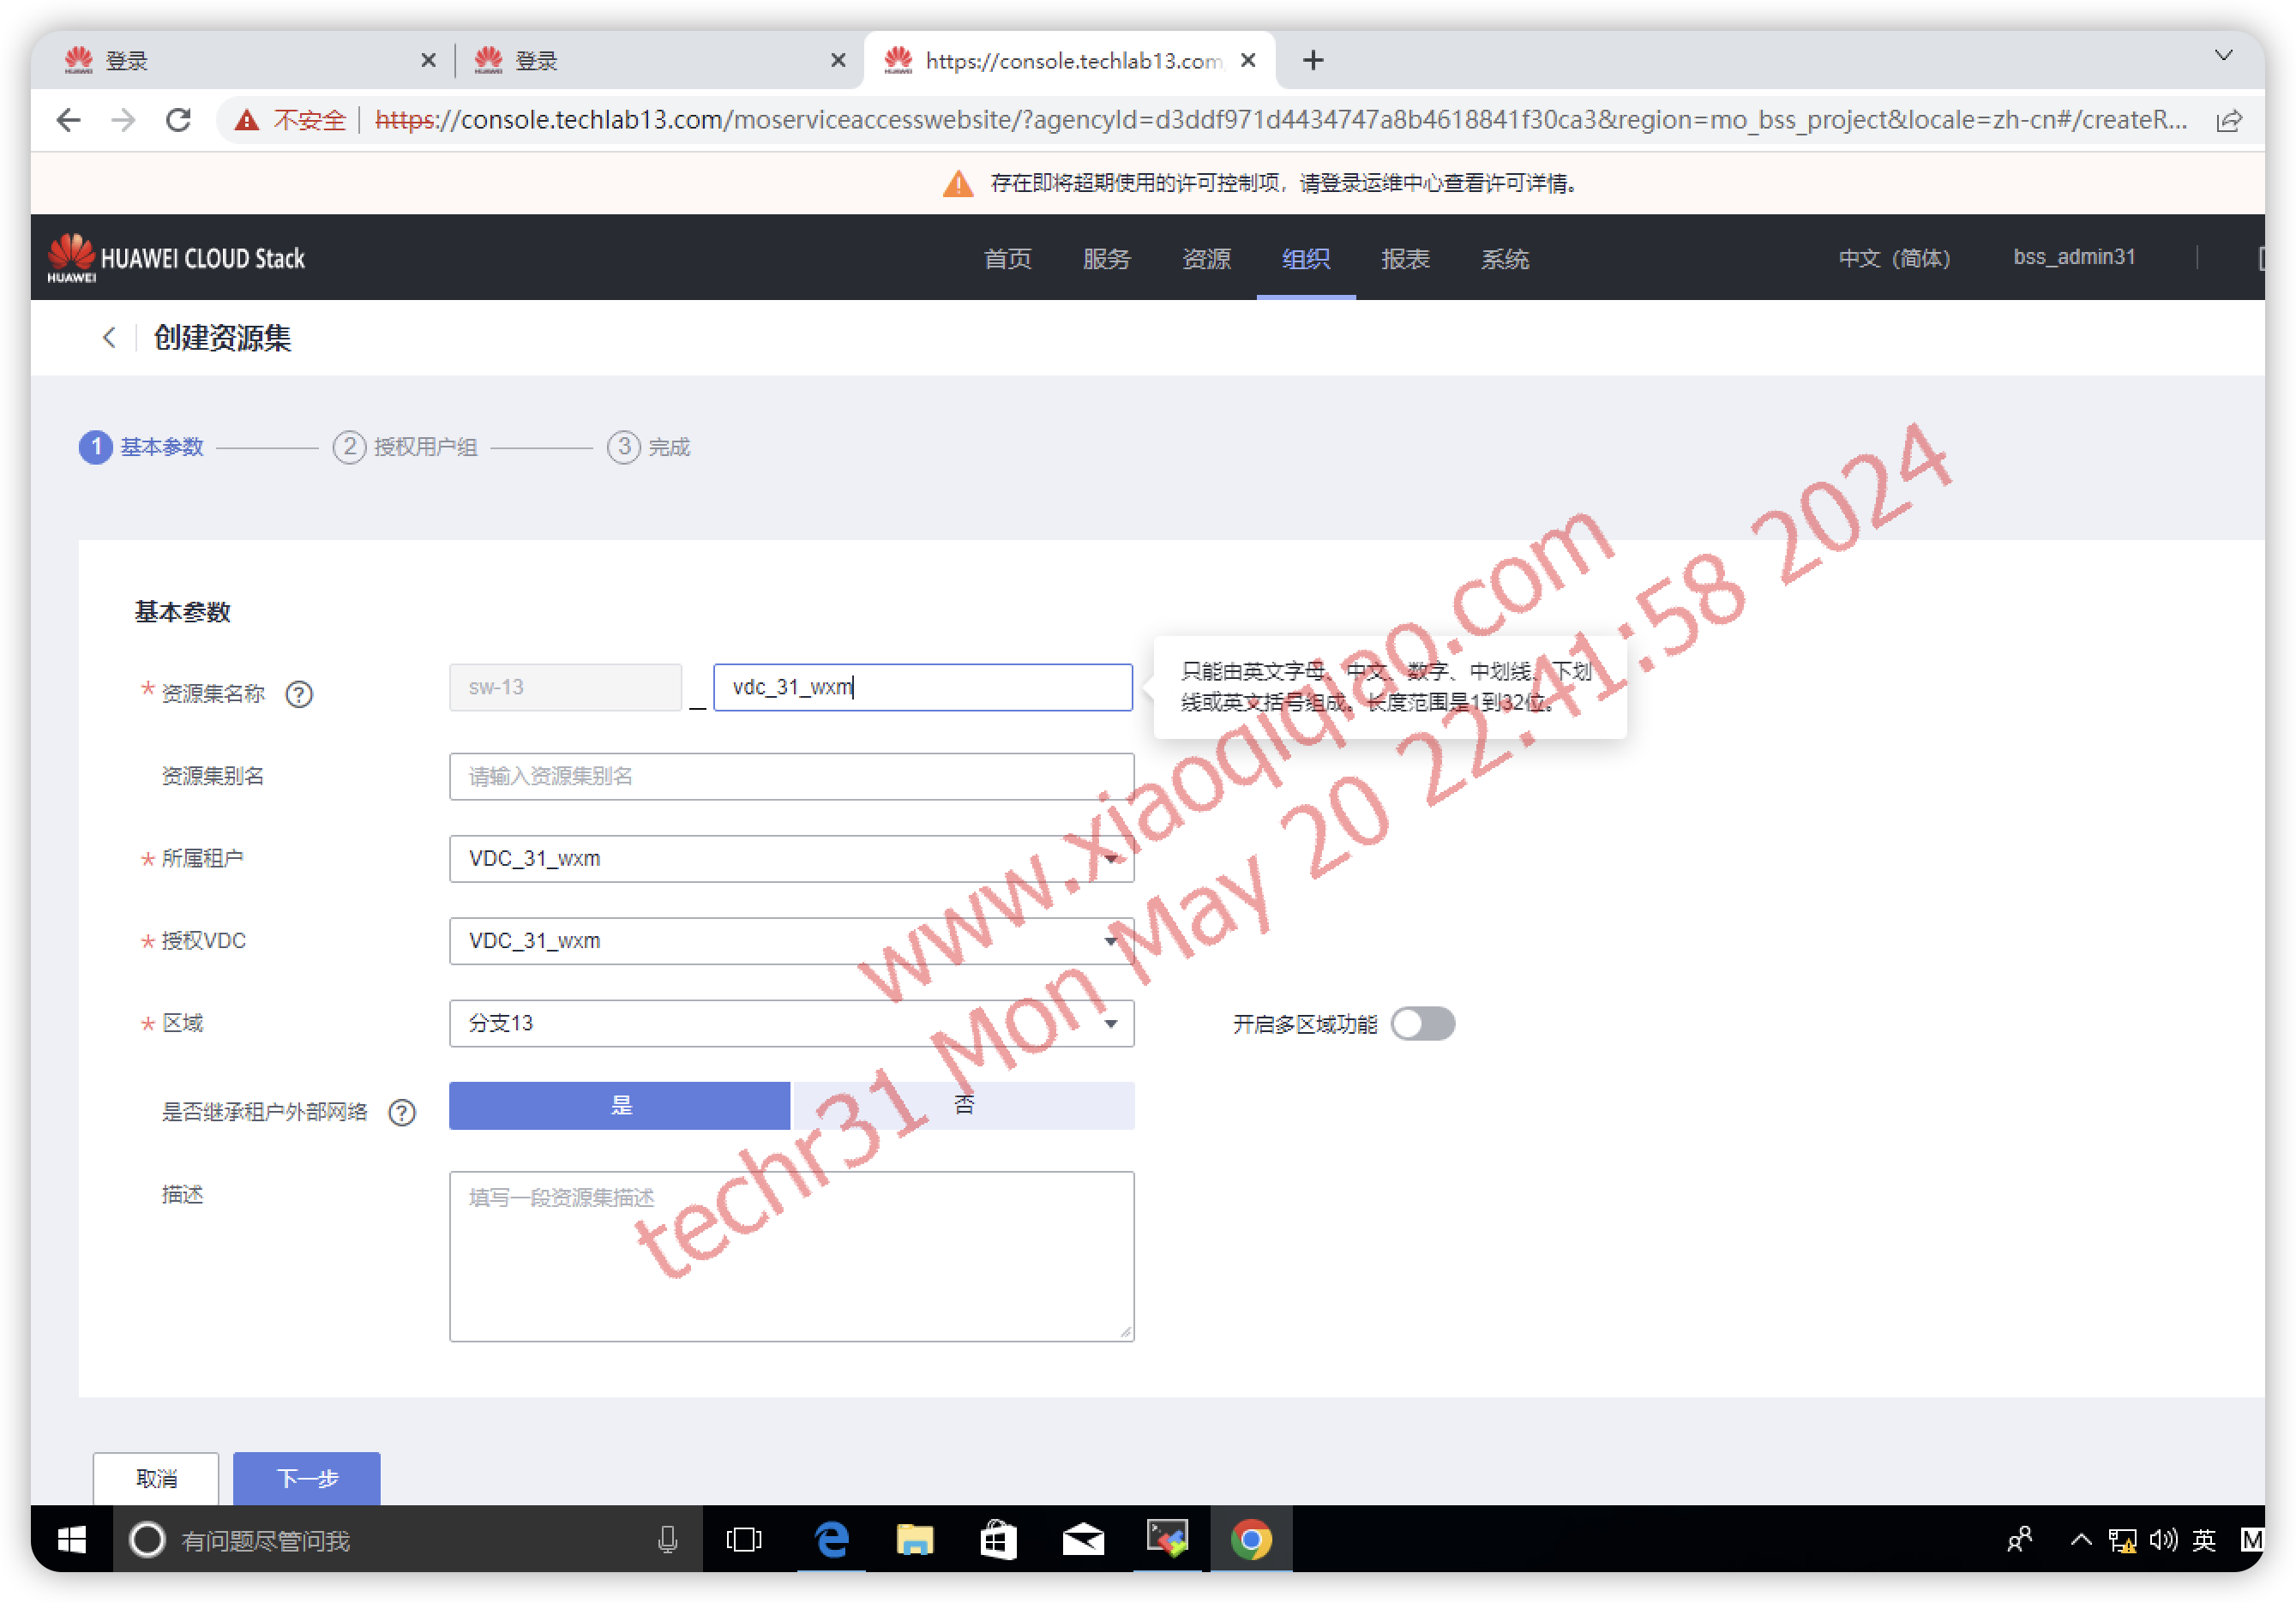 登录
登录
https://console.techlab13.com
不安全
https://console.techlab13.com/moserviceaccesswebsite/?agencyId=d3ddf971d4434747a8b4618841f30ca3&region=mo_bss_project&locale=zh-cn#/createR...
存在即将超期使用的许可控制项，请登录运维中心查看许可详情。
HUAWEI
HUAWEI CLOUD Stack
首页 服务 资源 组织 报表 系统
中文（简体） bss_admin31
创建资源集
1 基本参数 2 授权用户组 3 完成
基本参数
* 资源集名称 ? sw-13 _ vdc_31_wxm
只能由英文字母、中文、数字、中划线、下划
线或英文括号组成。长度范围是1到32位。
资源集别名 请输入资源集别名
* 所属租户 VDC_31_wxm
* 授权VDC VDC_31_wxm
* 区域 分支13 开启多区域功能
是否继承租户外部网络 ? 是 否
描述 填写一段资源集描述
www.xiaoqiqiao.com
techr31 Mon May 20 22:41:58 2024
取消 下一步
有问题尽管问我
英 M